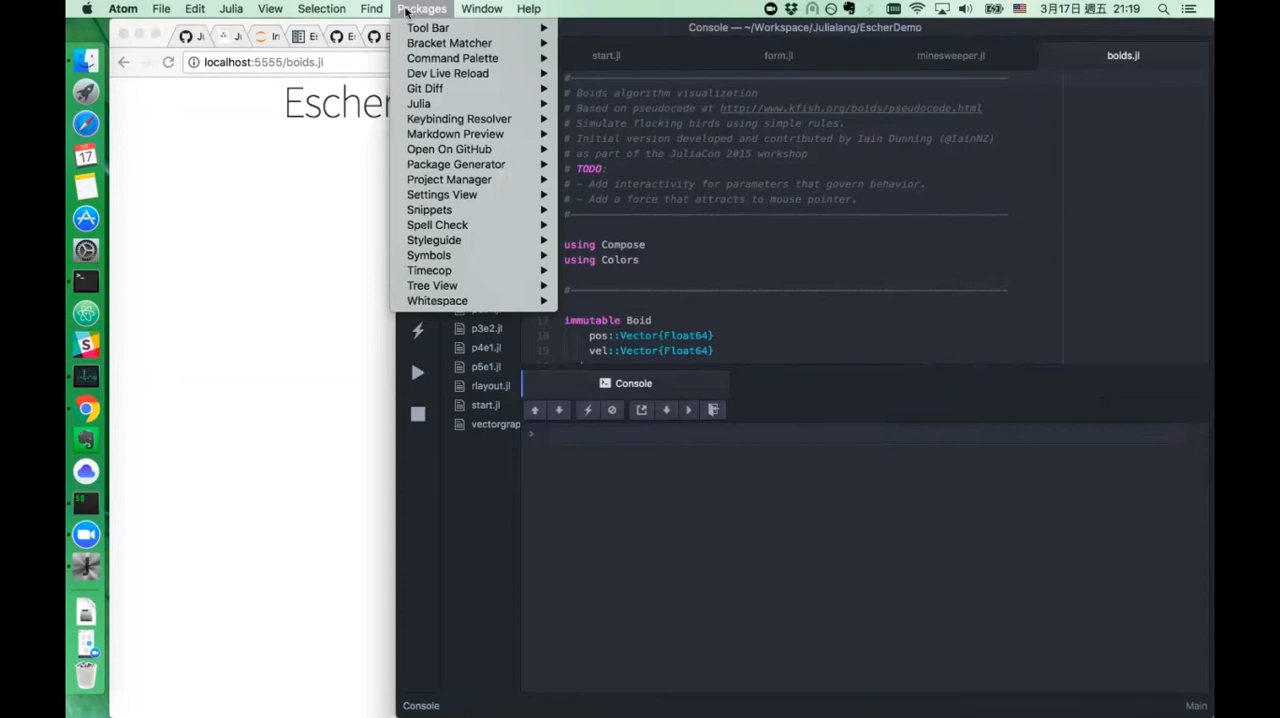 Atom File Edit Julia View Selection Find Packages Window Help 3月17日 週五 21:19
localhost:5555/boids.jl
Escher
Tool Bar
Bracket Matcher
Command Palette
Dev Live Reload
Git Diff
Julia
Keybinding Resolver
Markdown Preview
Open On GitHub
Package Generator
Project Manager
Settings View
Snippets
Spell Check
Styleguide
Symbols
Timecop
Tree View
Whitespace
p3e2.jl
p4e1.jl
p5e1.jl
rlayout.jl
start.jl
vectorgrap
Console — ~/Workspace/Julialang/EscherDemo
start.jl form.jl minesweeper.jl boids.jl
# Boids algorithm visualization
# Based on pseudocode at http://www.kfish.org/boids/pseudocode.html
# Simulate flocking birds using simple rules.
# Initial version developed and contributed by Iain Dunning (@IainNZ)
# as part of the JuliaCon 2015 workshop
# TODO:
# - Add interactivity for parameters that govern behavior.
# - Add a force that attracts to mouse pointer.
using Compose
using Colors
17 immutable Boid
18 pos::Vector{Float64}
19 vel::Vector{Float64}
Console
Console Main